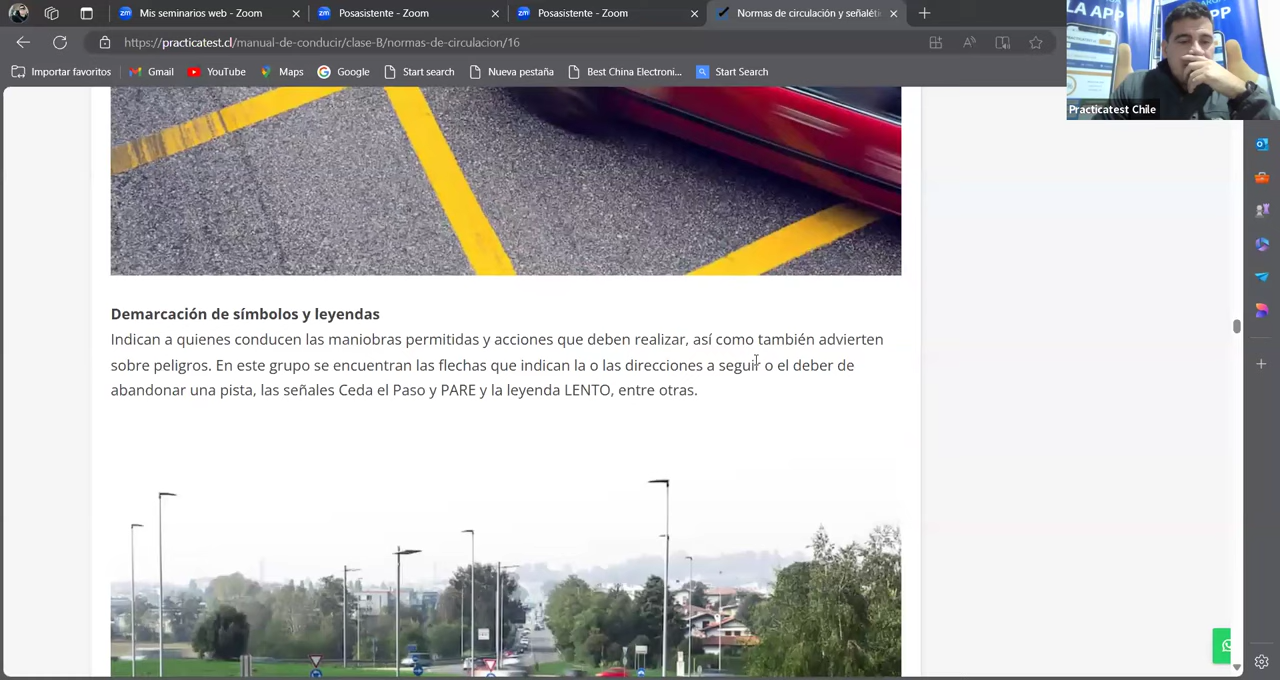 Mis seminarios web - Zoom
Posasistente - Zoom
Posasistente - Zoom
Normas de circulación y señaléti
https://practicatest.cl/manual-de-conducir/clase-B/normas-de-circulacion/16
Importar favoritos
Gmail
YouTube
Maps
Google
Start search
Nueva pestaña
Best China Electroni...
Start Search
LA APP
Practicatest Chile
Demarcación de símbolos y leyendas
Indican a quienes conducen las maniobras permitidas y acciones que deben realizar, así como también advierten
sobre peligros. En este grupo se encuentran las flechas que indican la o las direcciones a seguir o el deber de
abandonar una pista, las señales Ceda el Paso y PARE y la leyenda LENTO, entre otras.